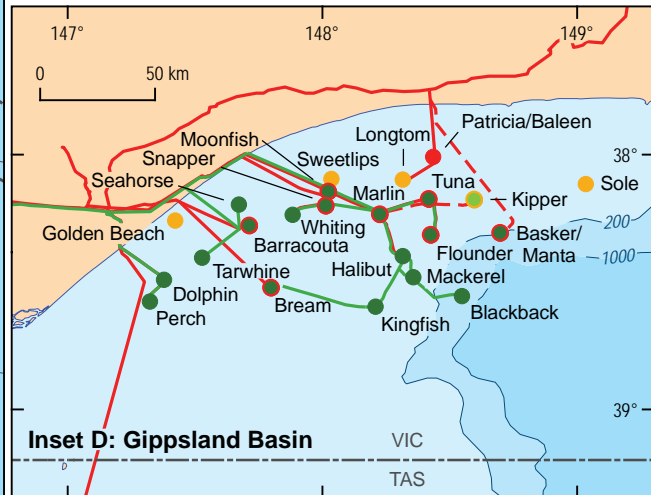 147°
148°
149°
0
50 km
Patricia/Baleen
Moonfish
Longtom
Snapper
Sweetlips
38°
Seahorse
Marlin
Tuna
Kipper
Sole
Golden Beach
Whiting
200
Barracouta
Flounder
Basker/
Manta
1000
Tarwhine
Halibut
Mackerel
Dolphin
Perch
Bream
Blackback
Kingfish
39°
Inset D: Gippsland Basin
VIC
TAS